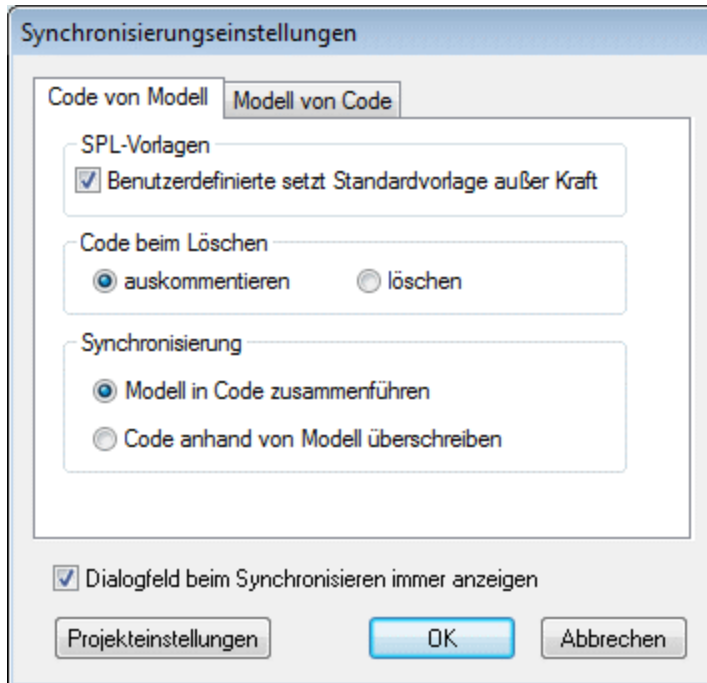 Synchronisierungseinstellungen
Code von Modell
Modell von Code
SPL-Vorlagen
Benutzerdefinierte setzt Standardvorlage außer Kraft
Code beim Löschen
auskommentieren
löschen
Synchronisierung
Modell in Code zusammenführen
Code anhand von Modell überschreiben
Dialogfeld beim Synchronisieren immer anzeigen
Projekteinstellungen
OK
Abbrechen